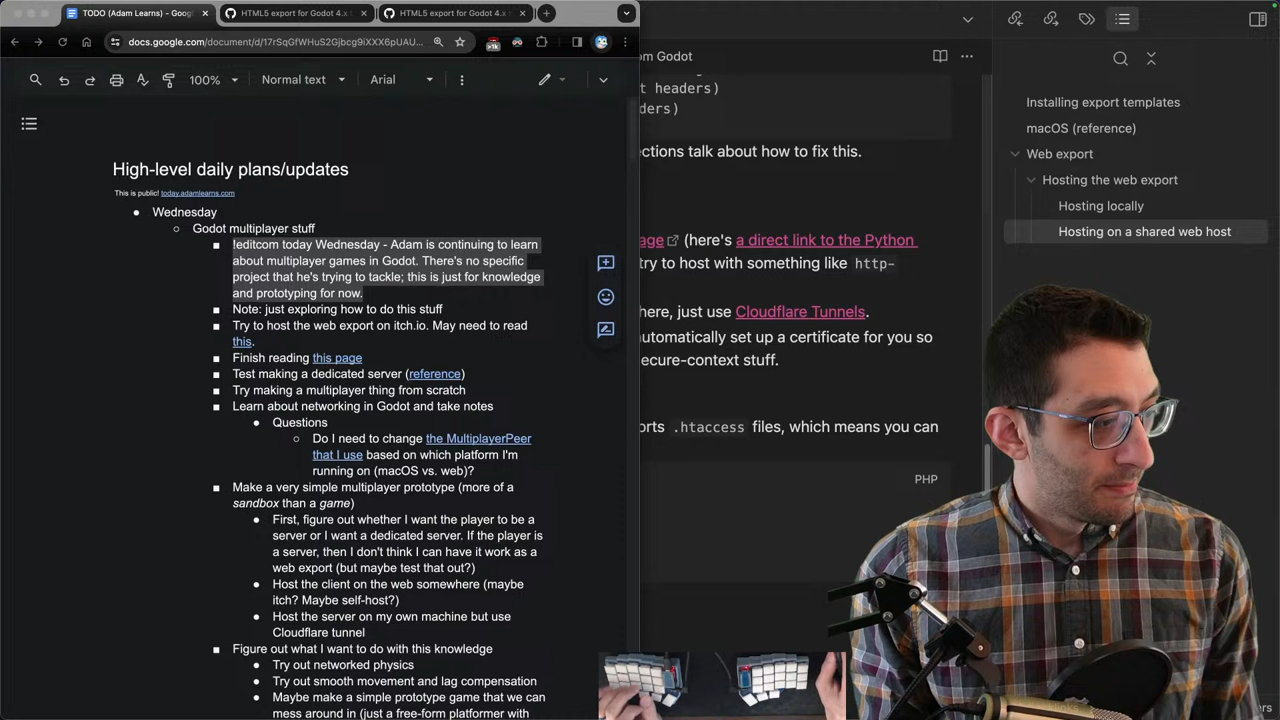 TODO (Adam Learns) - Goog
HTML5 export for Godot 4.x
HTML5 export for Godot 4.x
docs.google.com/document/d/17rSqGfWHuS2Gjbcg9iXXX6pUAU...
>1k
100%
Normal text
Arial
High-level daily plans/updates
This is public! today.adamlearns.com
Wednesday
Godot multiplayer stuff
!editcom today Wednesday - Adam is continuing to learn
about multiplayer games in Godot. There's no specific
project that he's trying to tackle; this is just for knowledge
and prototyping for now.
Note: just exploring how to do this stuff
Try to host the web export on itch.io. May need to read
this.
Finish reading this page
Test making a dedicated server (reference)
Try making a multiplayer thing from scratch
Learn about networking in Godot and take notes
Questions
Do I need to change the MultiplayerPeer
that I use based on which platform I'm
running on (macOS vs. web)?
Make a very simple multiplayer prototype (more of a
sandbox than a game)
First, figure out whether I want the player to be a
server or I want a dedicated server. If the player is
a server, then I don't think I can have it work as a
web export (but maybe test that out?)
Host the client on the web somewhere (maybe
itch? Maybe self-host?)
Host the server on my own machine but use
Cloudflare tunnel
Figure out what I want to do with this knowledge
Try out networked physics
Try out smooth movement and lag compensation
Maybe make a simple prototype game that we can
mess around in (just a free-form platformer with
om Godot
t headers)
ders)
ections talk about how to fix this.
age (here's a direct link to the Python
try to host with something like http-
here, just use Cloudflare Tunnels.
automatically set up a certificate for you so
ecure-context stuff.
orts .htaccess files, which means you can
PHP
Installing export templates
macOS (reference)
Web export
Hosting the web export
Hosting locally
Hosting on a shared web host